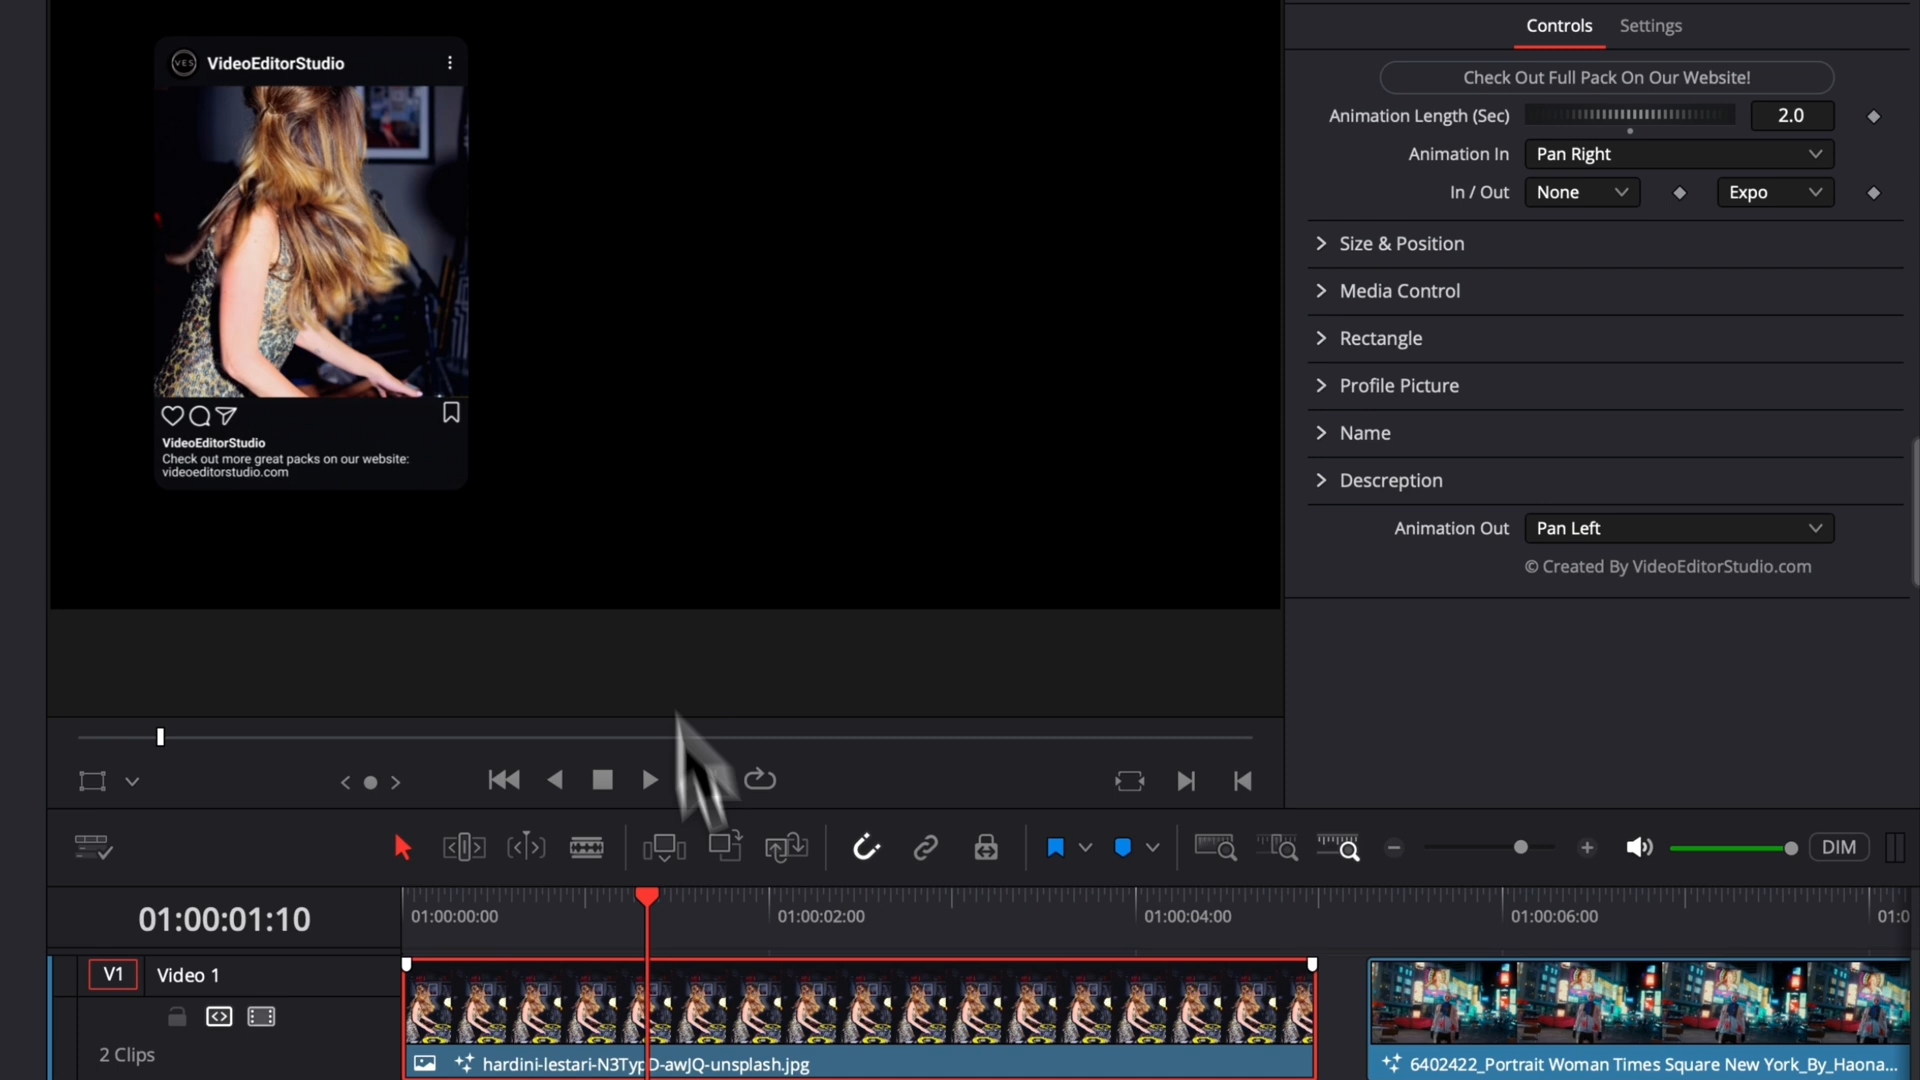 Controls Settings
Check Out Full Pack On Our Website!
Animation Length (Sec) 2.0
Animation In Pan Right
In / Out None Expo
Size & Position
Media Control
Rectangle
Profile Picture
Name
Descreption
Animation Out Pan Left
© Created By VideoEditorStudio.com
VES VideoEditorStudio
VideoEditorStudio
Check out more great packs on our website:
videoeditorstudio.com
DIM
01:00:01:10
01:00:00:00 01:00:02:00 01:00:04:00 01:00:06:00 01:0
V1 Video 1
2 Clips
hardini-lestari-N3TypD-awJQ-unsplash.jpg
6402422_Portrait Woman Times Square New York_By_Haona...